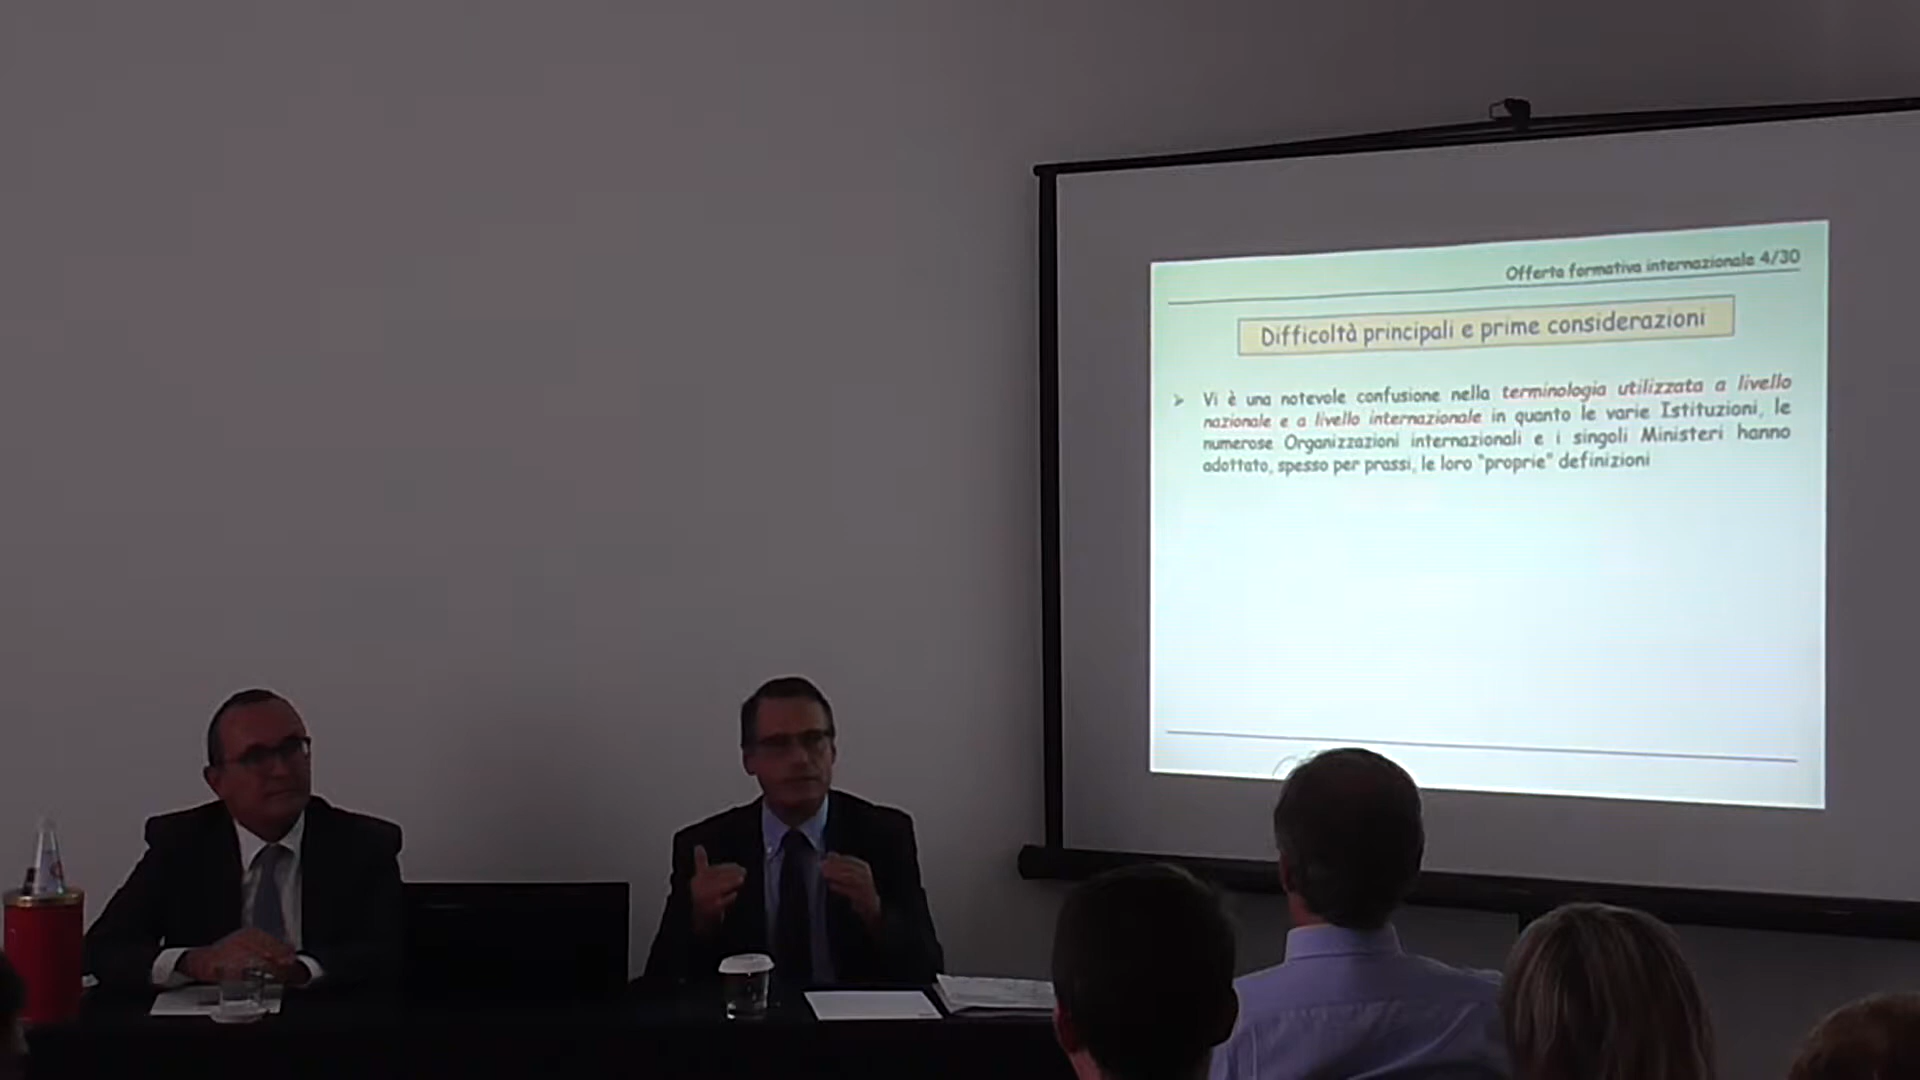 Offerta formativa internazionale 4/30
Difficoltà principali e prime considerazioni
➤ Vi è una notevole confusione nella terminologia utilizzata a livello
nazionale e a livello internazionale in quanto le varie Istituzioni, le
numerose Organizzazioni internazionali e i singoli Ministeri hanno
adottato, spesso per prassi, le loro "proprie" definizioni